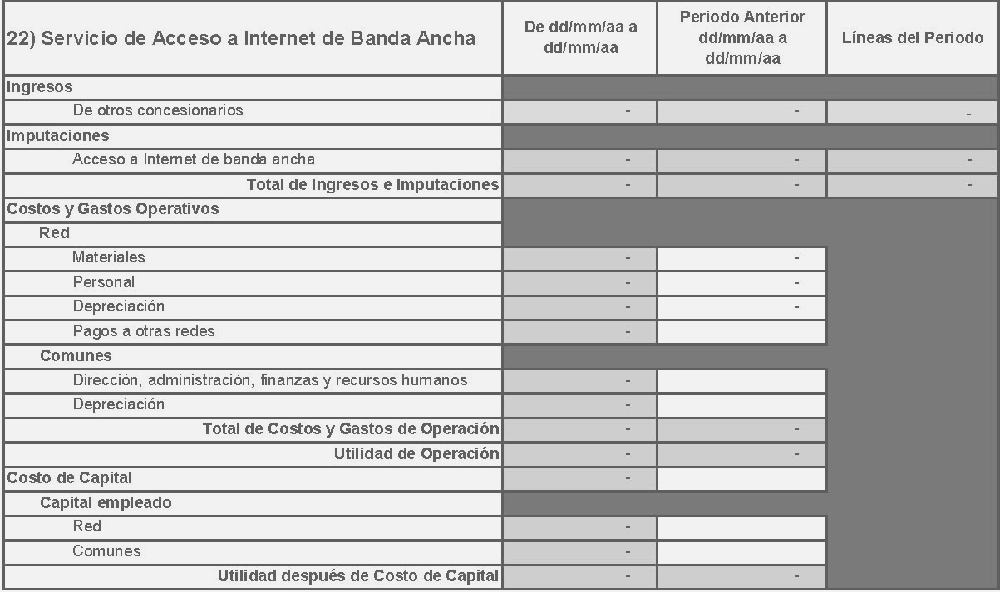 22) Servicio de Acceso a Internet de Banda Ancha
De dd/mm/aa a
dd/mm/aa
Periodo Anterior
dd/mm/aa a
dd/mm/aa
Líneas del Periodo
Ingresos
De otros concesionarios - - -
Imputaciones
Acceso a Internet de banda ancha - - -
Total de Ingresos e Imputaciones - - -
Costos y Gastos Operativos
Red
Materiales - -
Personal - -
Depreciación - -
Pagos a otras redes -
Comunes
Dirección, administración, finanzas y recursos humanos -
Depreciación -
Total de Costos y Gastos de Operación - -
Utilidad de Operación - -
Costo de Capital -
Capital empleado
Red -
Comunes -
Utilidad después de Costo de Capital - -